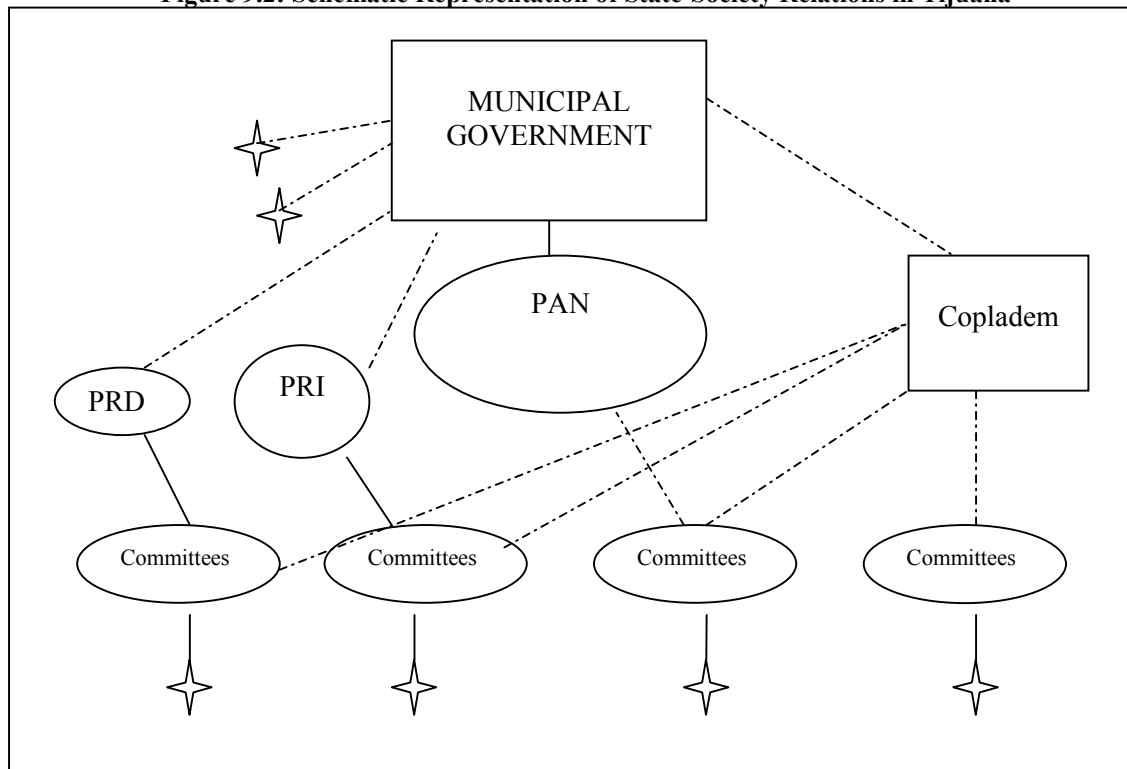 Figure 9.2: Schematic Representation of State-Society Relations in Tijuana
MUNICIPAL
GOVERNMENT
PAN
Copladem
PRD
PRI
Committees
Committees
Committees
Committees